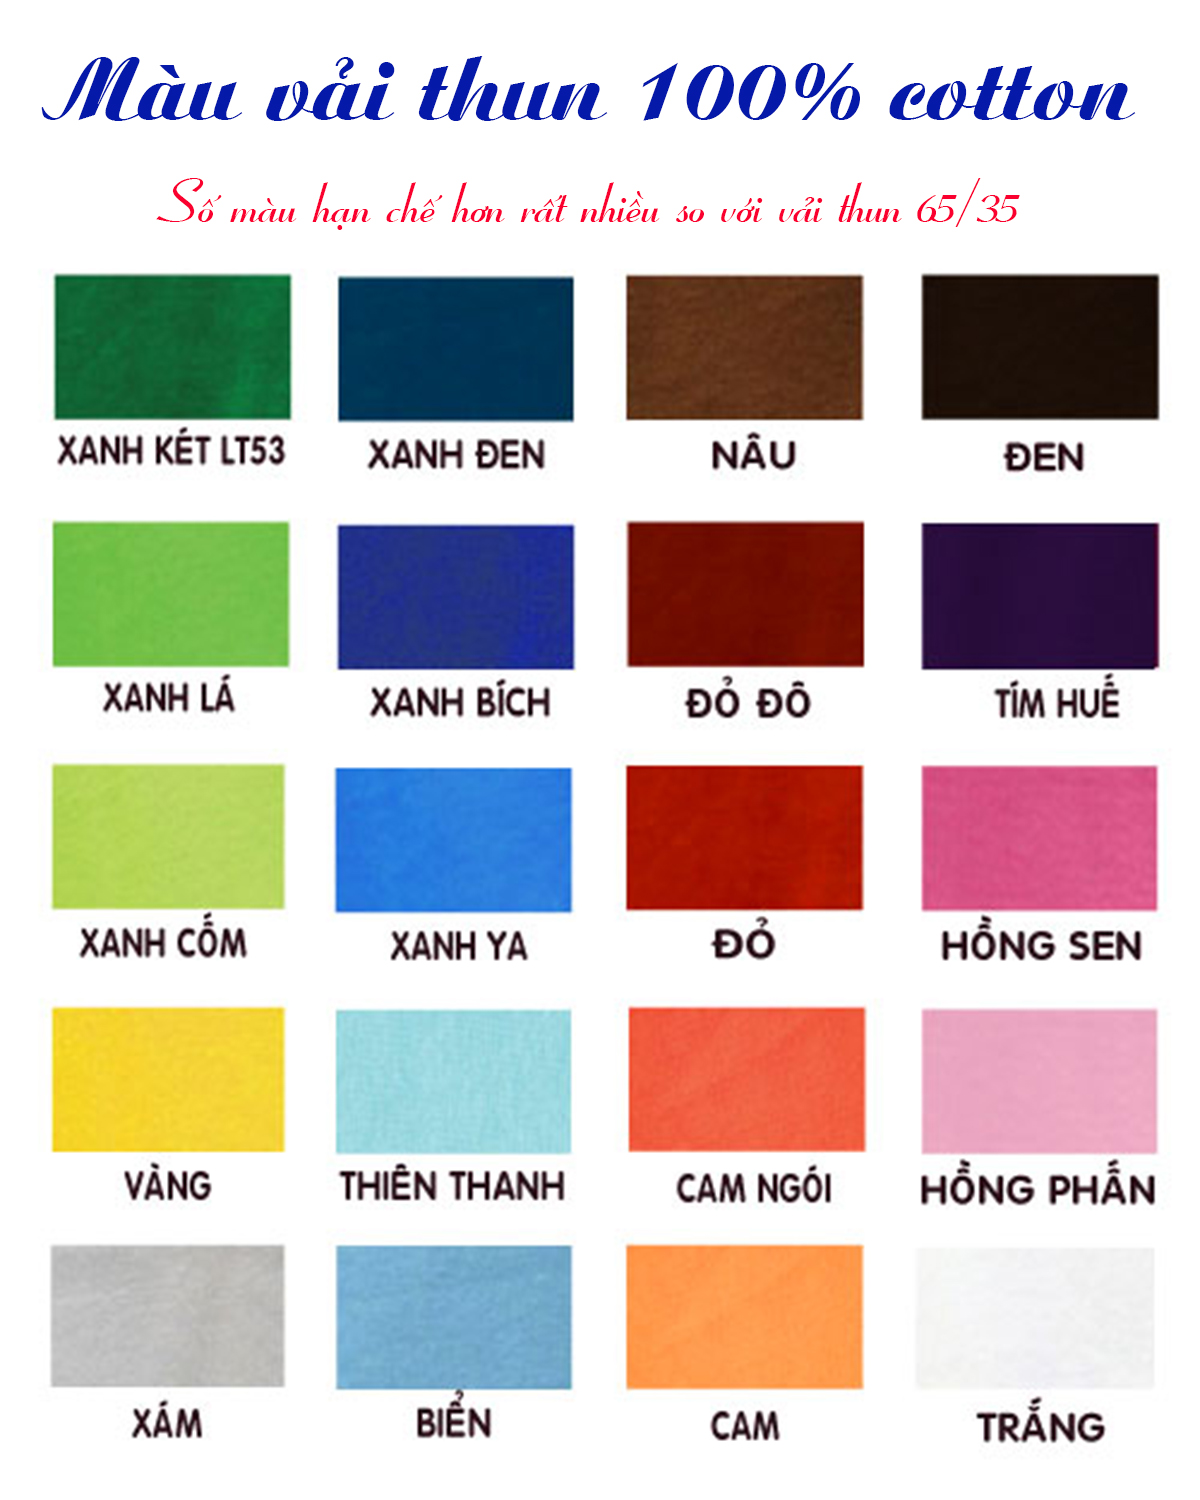 Màu vải thun 100% cotton
Số màu hạn chế hơn rất nhiều so với vải thun 65/35
XANH KÉT LT53
XANH ĐEN
NÂU
ĐEN
XANH LÁ
XANH BÍCH
ĐỎ ĐÔ
TÍM HUẾ
XANH CỐM
XANH YA
ĐỎ
HỒNG SEN
VÀNG
THIÊN THANH
CAM NGÓI
HỒNG PHẤN
XÁM
BIỂN
CAM
TRẮNG